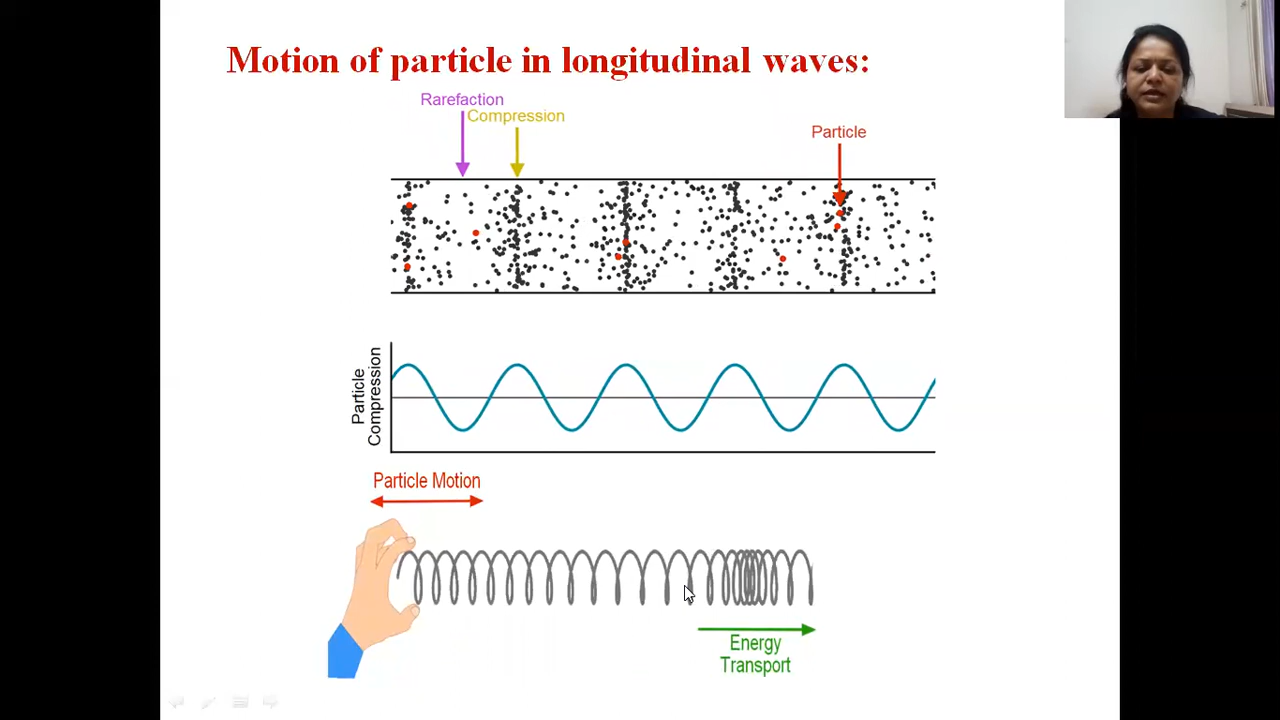 Motion of particle in longitudinal waves:
Rarefaction
Compression
Particle
Particle
Compression
Particle Motion
Energy
Transport